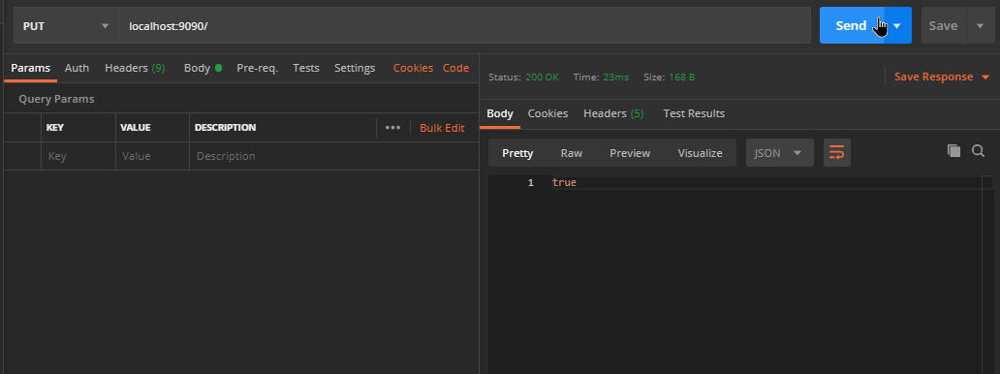 PUT localhost:9090/ Send Save
Params Auth Headers (9) Body Pre-req. Tests Settings Cookies Code
Query Params
KEY VALUE DESCRIPTION ••• Bulk Edit
Key Value Description
Status: 200 OK Time: 23ms Size: 168 B Save Response
Body Cookies Headers (5) Test Results
Pretty Raw Preview Visualize JSON
1 true